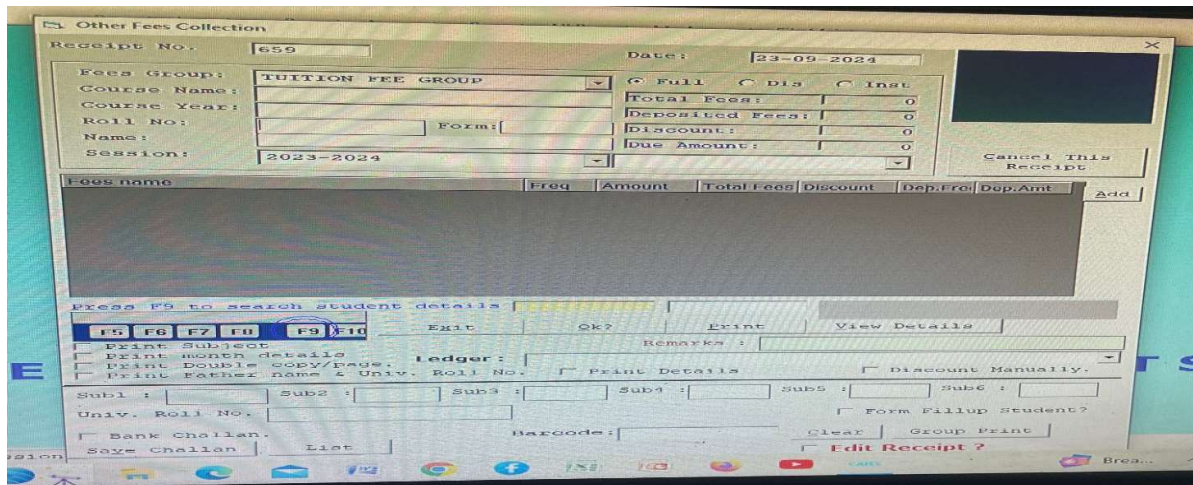 Other Fees Collection
Receipt No. 659 Date: 23-09-2024
Fees Group: TUITION FEE GROUP Full Dis Inst
Course Name: Total Fees: 0
Course Year: Deposited Fees: 0
Roll No: Form: Discount: 0
Name: Due Amount: 0
Session: 2023-2024 Cancel This Receipt
Fees name Freq Amount Total Fees Discount Dep.Fre Dep.Amt Add
Press F9 to search student details
F5 F6 F7 F8 F9 F10 Exit Ok? Print View Details
Print Subject Remarks :
Print month details Ledger :
Print Double copy/page.
Print Father name & Univ. Roll No. Print Details Discount Manually.
E T S
Sub1 : Sub2 : Sub3 : Sub4 : Sub5 : Sub6 :
Univ. Roll No. Form Fillup Student?
Bank Challan. Barcode: Clear Group Print
Save Challan List Edit Receipt ?
Brea...